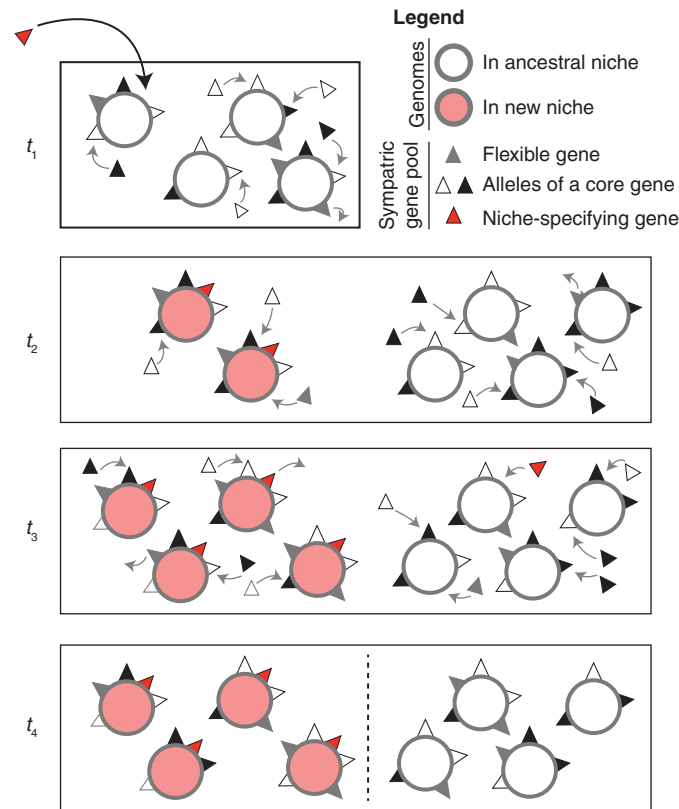 Legend
Genomes
In ancestral niche
In new niche
Sympatric
gene pool
Flexible gene
Alleles of a core gene
Niche-specifying gene
t1
t2
t3
t4